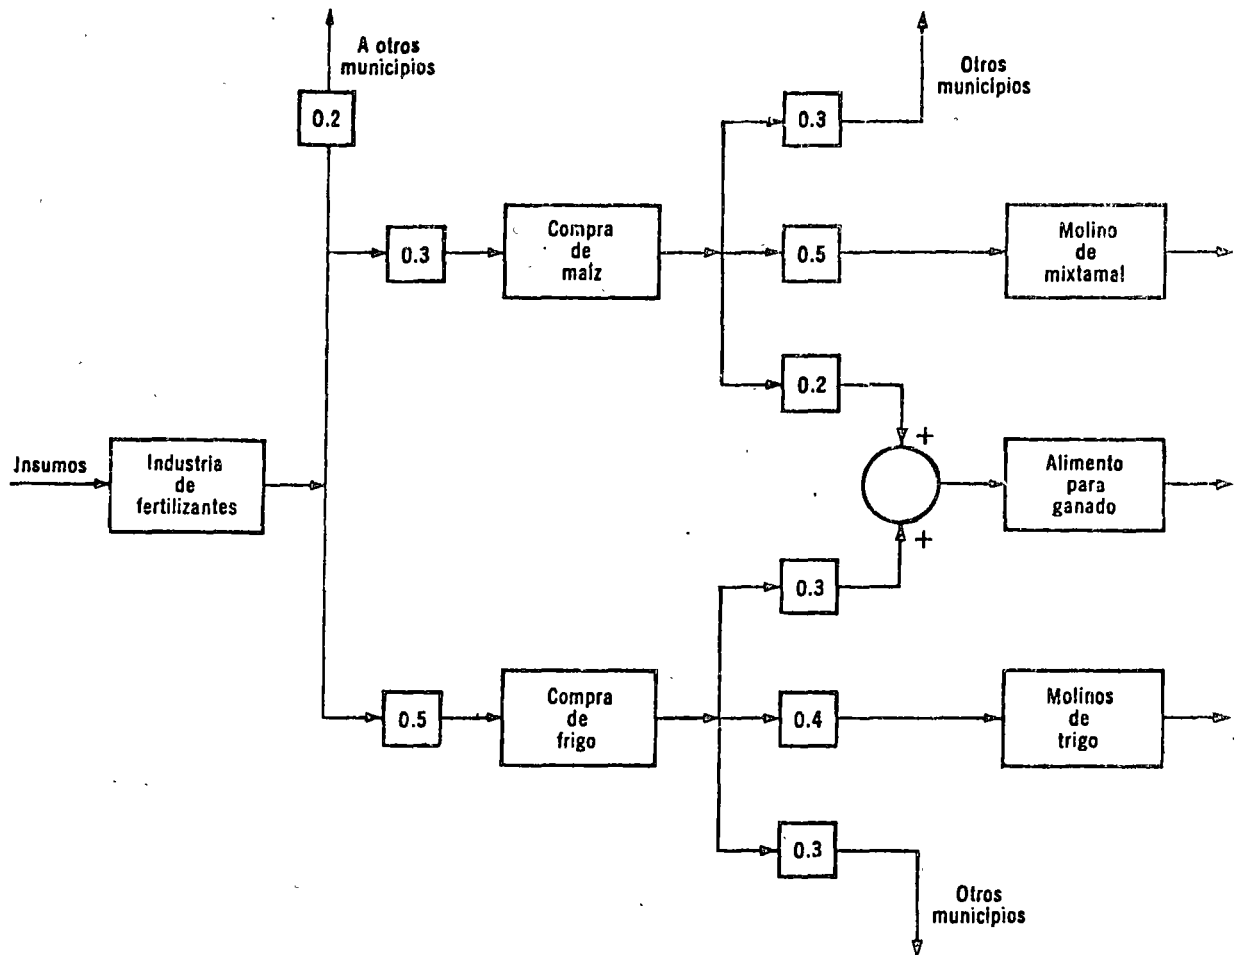 A otros
municipios
0.2
Otros
municipios
0.3
0.3
Compra
de
maíz
0.5
Molino
de
mixtamal
0.2
+
Jnsumos
Industria
de
fertilizantes
Alimento
para
ganado
+
0.3
0.5
Compra
de
frigo
0.4
Molinos
de
trigo
0.3
Otros
municipios